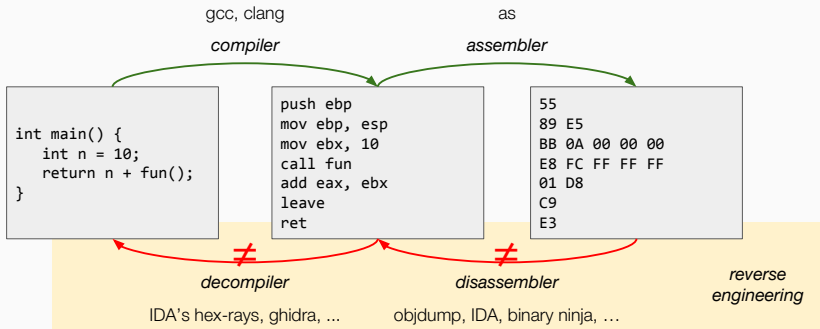 gcc, clang
as
compiler
assembler
int main() {
int n = 10;
return n + fun();
}
push ebp
mov ebp, esp
mov ebx, 10
call fun
add eax, ebx
leave
ret
55
89 E5
BB 0A 00 00 00
E8 FC FF FF FF
01 D8
C9
E3
≠
≠
decompiler
disassembler
reverse
engineering
IDA's hex-rays, ghidra, ...
objdump, IDA, binary ninja, …